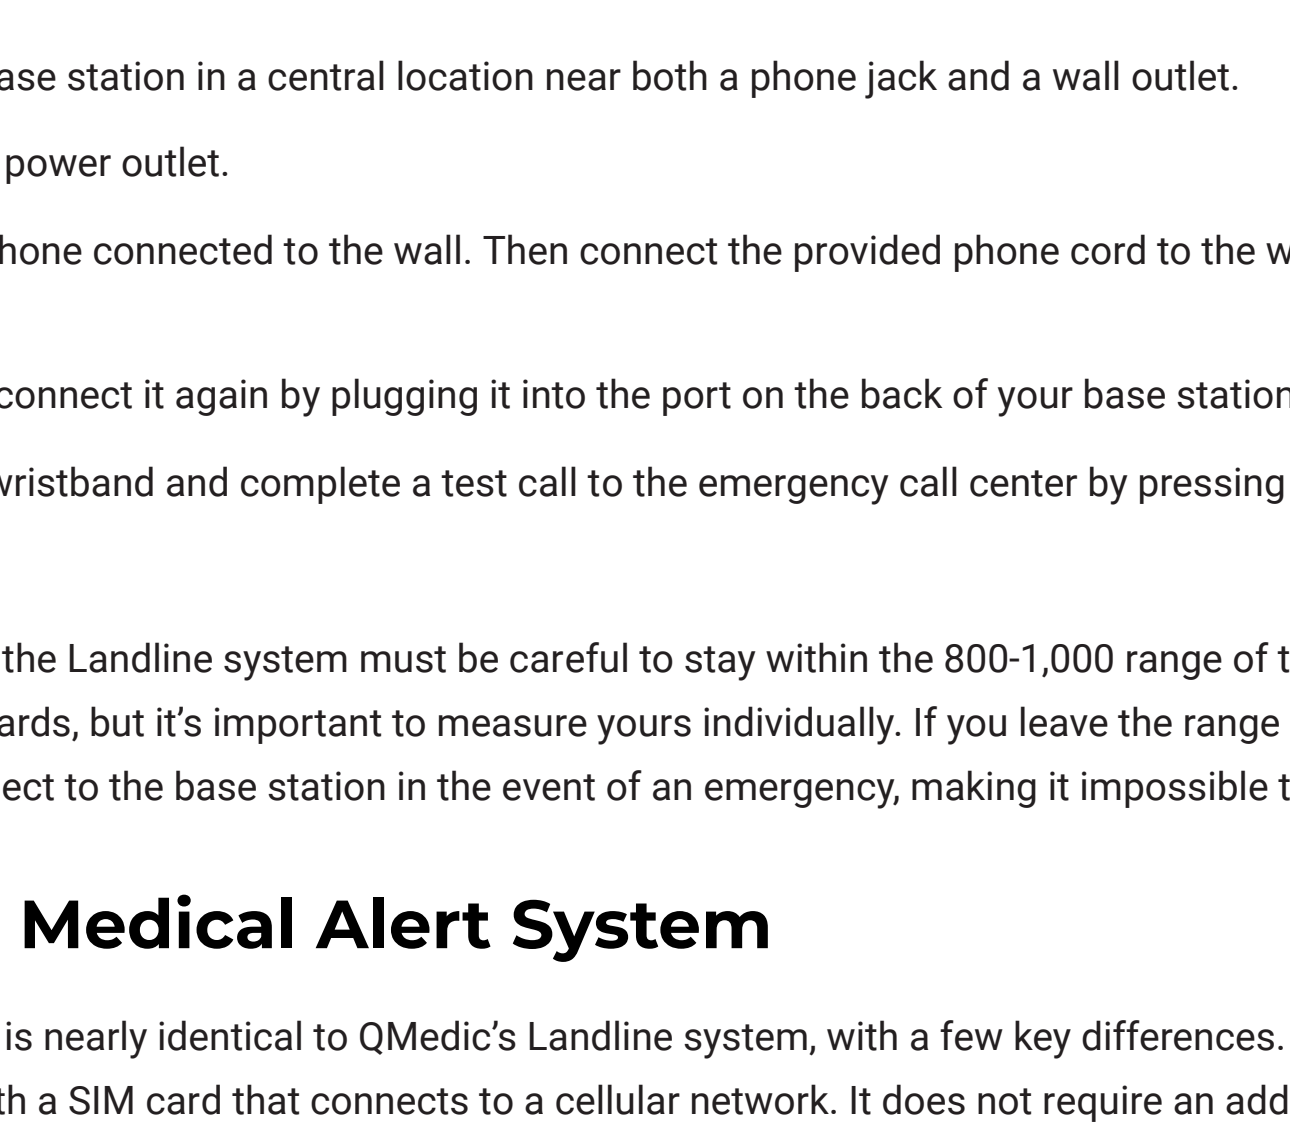 ase station in a central location near both a phone jack and a wall outlet.
power outlet.
hone connected to the wall. Then connect the provided phone cord to the w
connect it again by plugging it into the port on the back of your base station
wristband and complete a test call to the emergency call center by pressing
the Landline system must be careful to stay within the 800-1,000 range of t
ards, but it’s important to measure yours individually. If you leave the range
ect to the base station in the event of an emergency, making it impossible t
Medical Alert System
is nearly identical to QMedic’s Landline system, with a few key differences.
th a SIM card that connects to a cellular network. It does not require an add